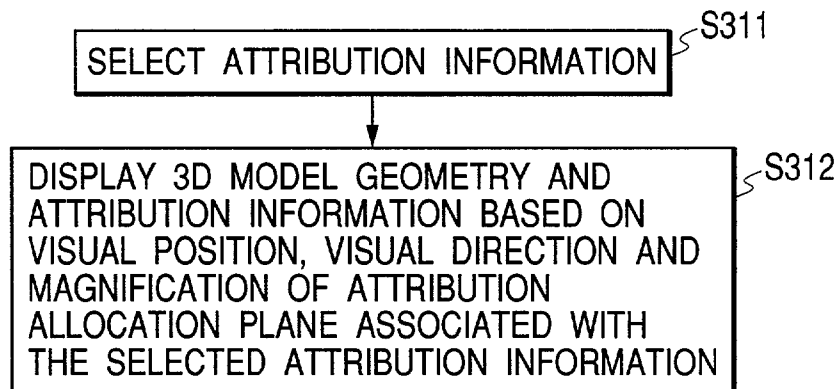 S311
SELECT ATTRIBUTION INFORMATION
S312
DISPLAY 3D MODEL GEOMETRY AND
ATTRIBUTION INFORMATION BASED ON
VISUAL POSITION, VISUAL DIRECTION AND
MAGNIFICATION OF ATTRIBUTION
ALLOCATION PLANE ASSOCIATED WITH
THE SELECTED ATTRIBUTION INFORMATION